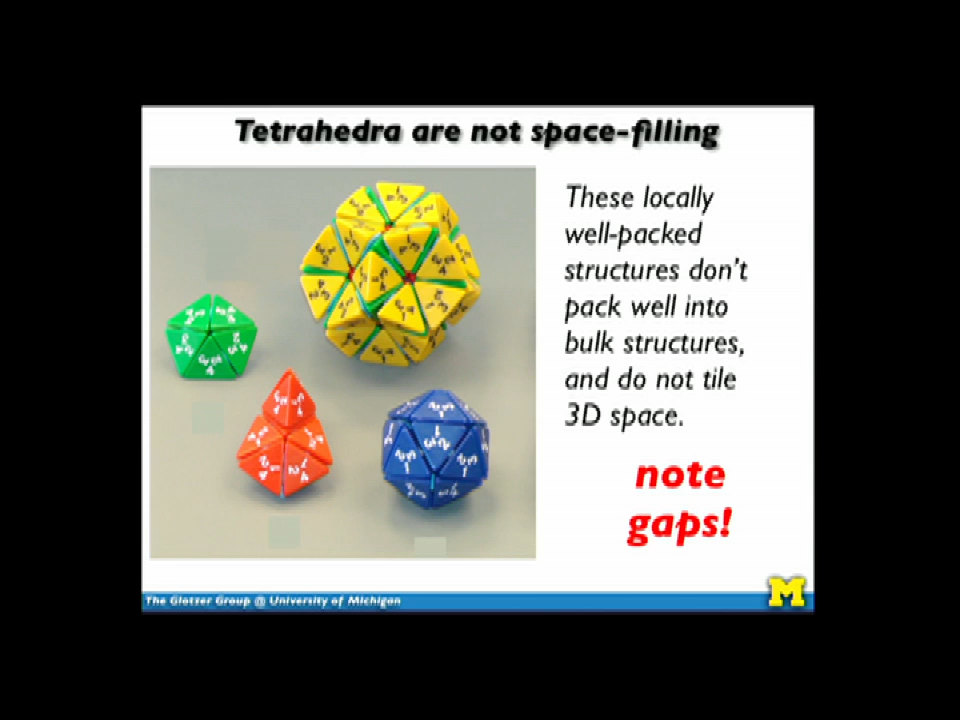 Tetrahedra are not space-filling
These locally
well-packed
structures don't
pack well into
bulk structures,
and do not tile
3D space.
note
gaps!
The Glotzer Group @ University of Michigan
M